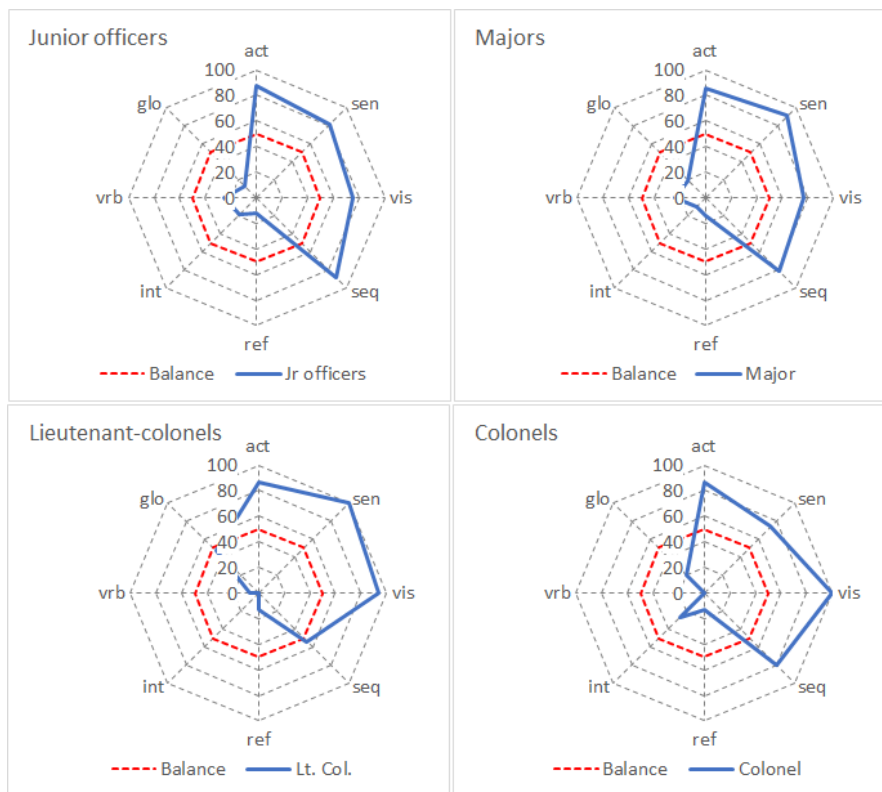 Junior officers
act
100
80
60
40
20
0
glo
sen
vrb
vis
int
seq
ref
Balance Jr officers
Majors
act
100
80
60
40
20
0
glo
sen
vrb
vis
int
seq
ref
Balance Major
Lieutenant-colonels
act
100
80
60
40
20
0
glo
sen
vrb
vis
int
seq
ref
Balance Lt. Col.
Colonels
act
100
80
60
40
20
0
glo
sen
vrb
vis
int
seq
ref
Balance Colonel